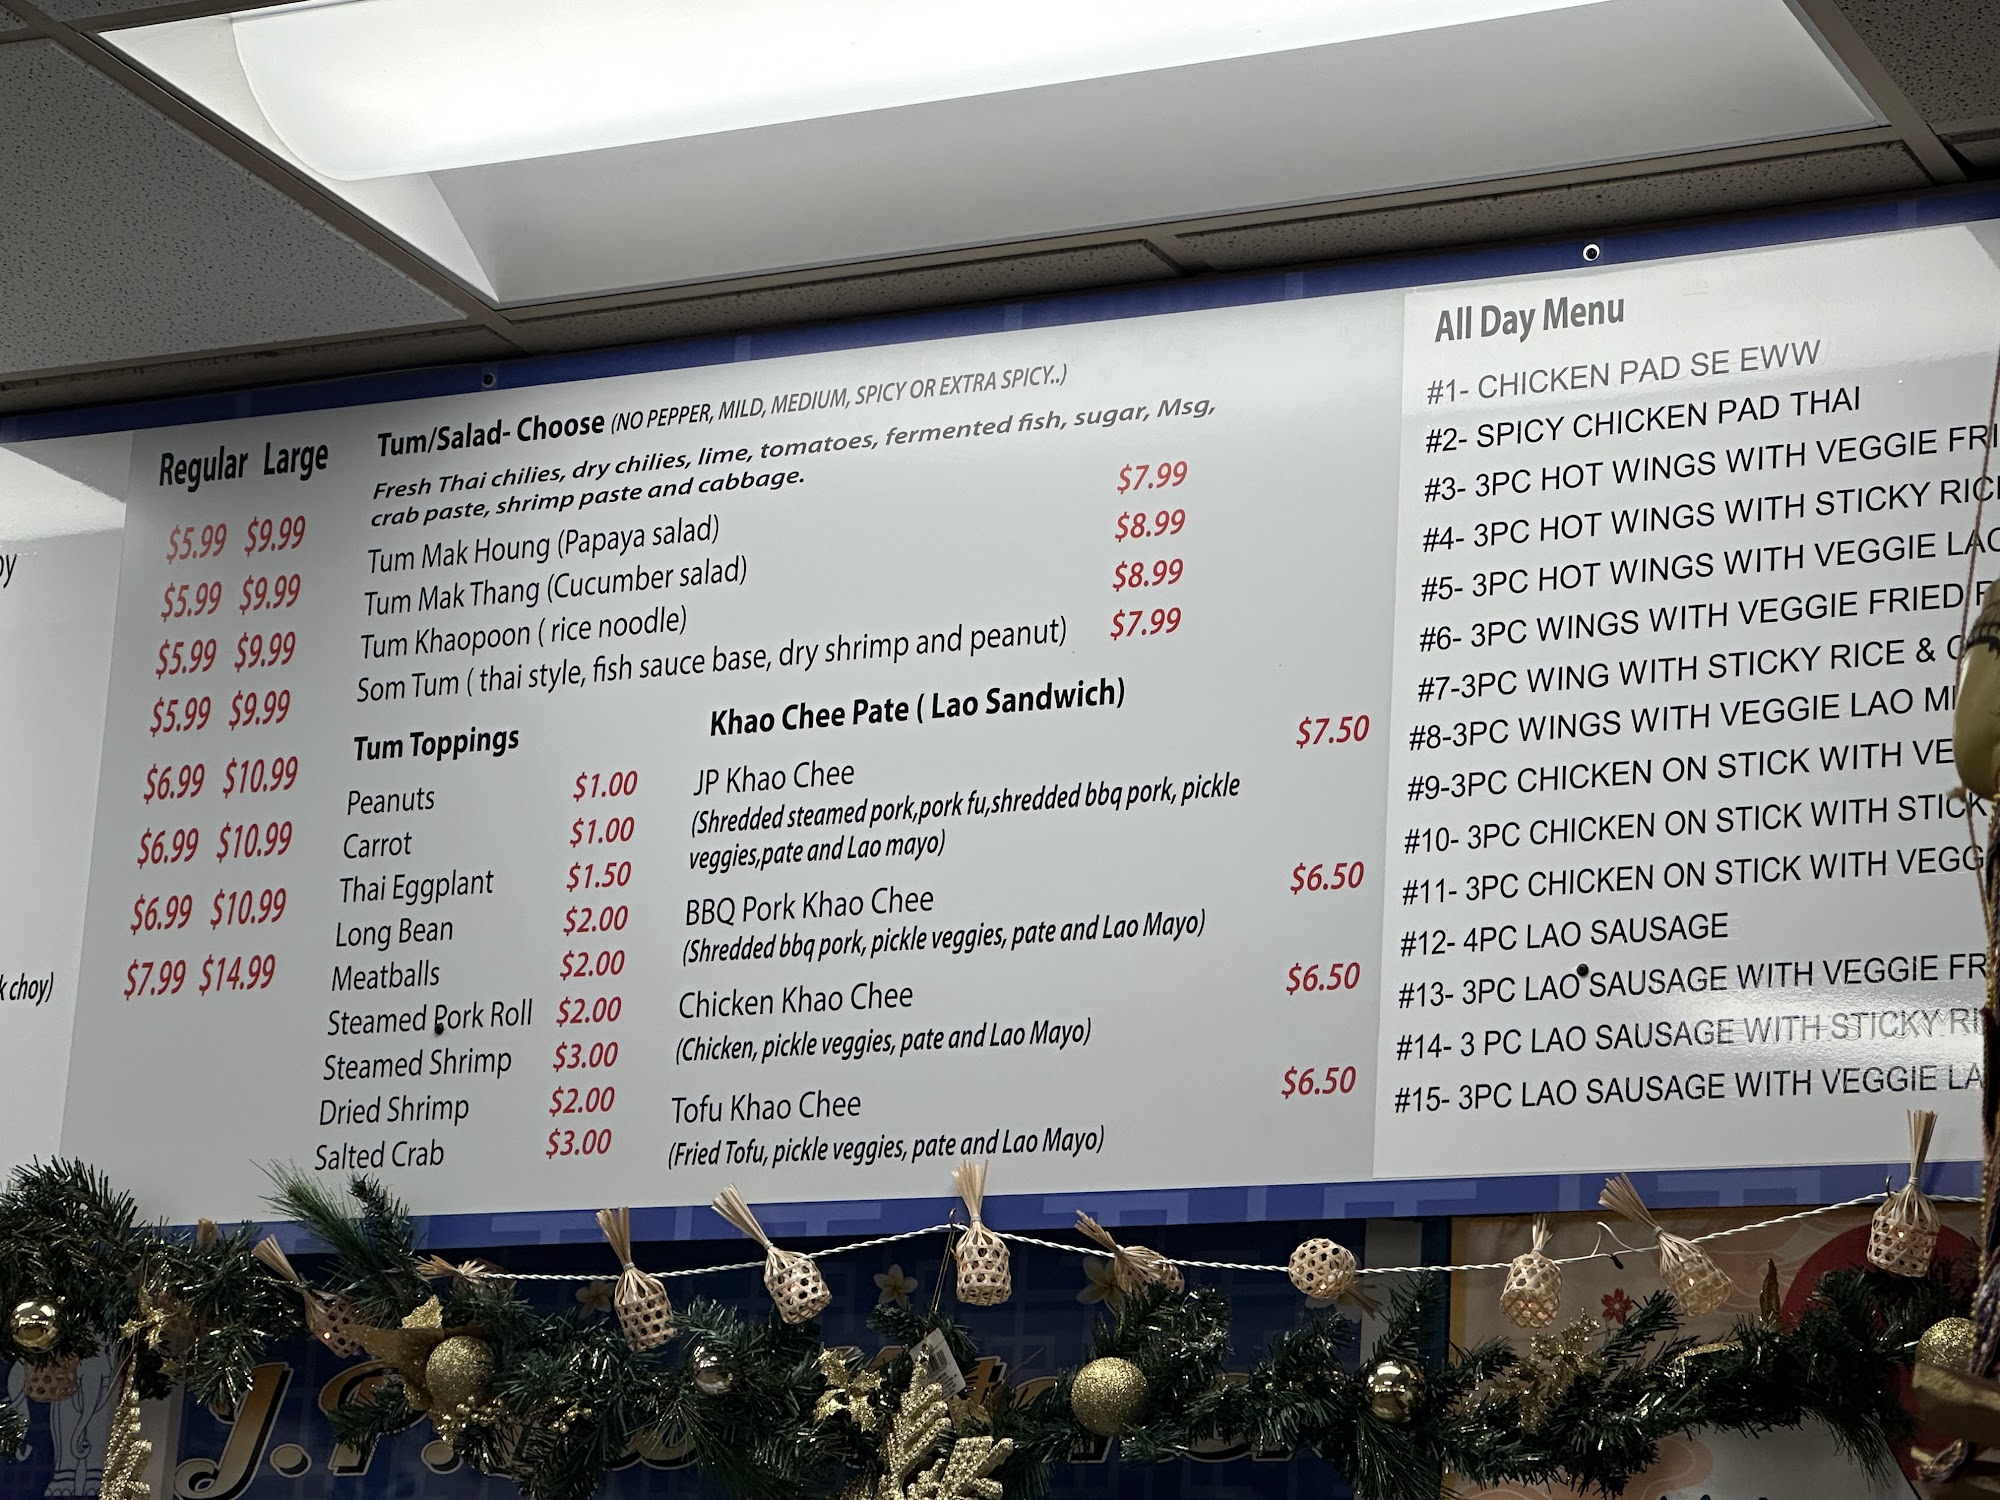 k choy)
Regular Large
$5.99 $9.99
$5.99 $9.99
$5.99 $9.99
$5.99 $9.99
$6.99 $10.99
$6.99 $10.99
$6.99 $10.99
$7.99 $14.99
Tum/Salad- Choose (NO PEPPER, MILD, MEDIUM, SPICY OR EXTRA SPICY..)
Fresh Thai chilies, dry chilies, lime, tomatoes, fermented fish, sugar, Msg,
crab paste, shrimp paste and cabbage.
Tum Mak Houng (Papaya salad) $7.99
Tum Mak Thang (Cucumber salad) $8.99
Tum Khaopoon ( rice noodle) $8.99
Som Tum ( thai style, fish sauce base, dry shrimp and peanut) $7.99
Tum Toppings
Peanuts $1.00
Carrot $1.00
Thai Eggplant $1.50
Long Bean $2.00
Meatballs $2.00
Steamed Pork Roll $2.00
Steamed Shrimp $3.00
Dried Shrimp $2.00
Salted Crab $3.00
Khao Chee Pate ( Lao Sandwich)
JP Khao Chee $7.50
(Shredded steamed pork,pork fu,shredded bbq pork, pickle
veggies,pate and Lao mayo)
BBQ Pork Khao Chee $6.50
(Shredded bbq pork, pickle veggies, pate and Lao Mayo)
Chicken Khao Chee $6.50
(Chicken, pickle veggies, pate and Lao Mayo)
Tofu Khao Chee $6.50
(Fried Tofu, pickle veggies, pate and Lao Mayo)
All Day Menu
#1- CHICKEN PAD SE EWW
#2- SPICY CHICKEN PAD THAI
#3- 3PC HOT WINGS WITH VEGGIE FRI
#4- 3PC HOT WINGS WITH STICKY RIC
#5- 3PC HOT WINGS WITH VEGGIE LAO
#6- 3PC WINGS WITH VEGGIE FRIED
#7-3PC WING WITH STICKY RICE &
#8-3PC WINGS WITH VEGGIE LAO MI
#9-3PC CHICKEN ON STICK WITH VE
#10- 3PC CHICKEN ON STICK WITH STICK
#11- 3PC CHICKEN ON STICK WITH VEGG
#12- 4PC LAO SAUSAGE
#13- 3PC LAO SAUSAGE WITH VEGGIE FR
#14- 3 PC LAO SAUSAGE WITH STICKY RI
#15- 3PC LAO SAUSAGE WITH VEGGIE LA
J.P.